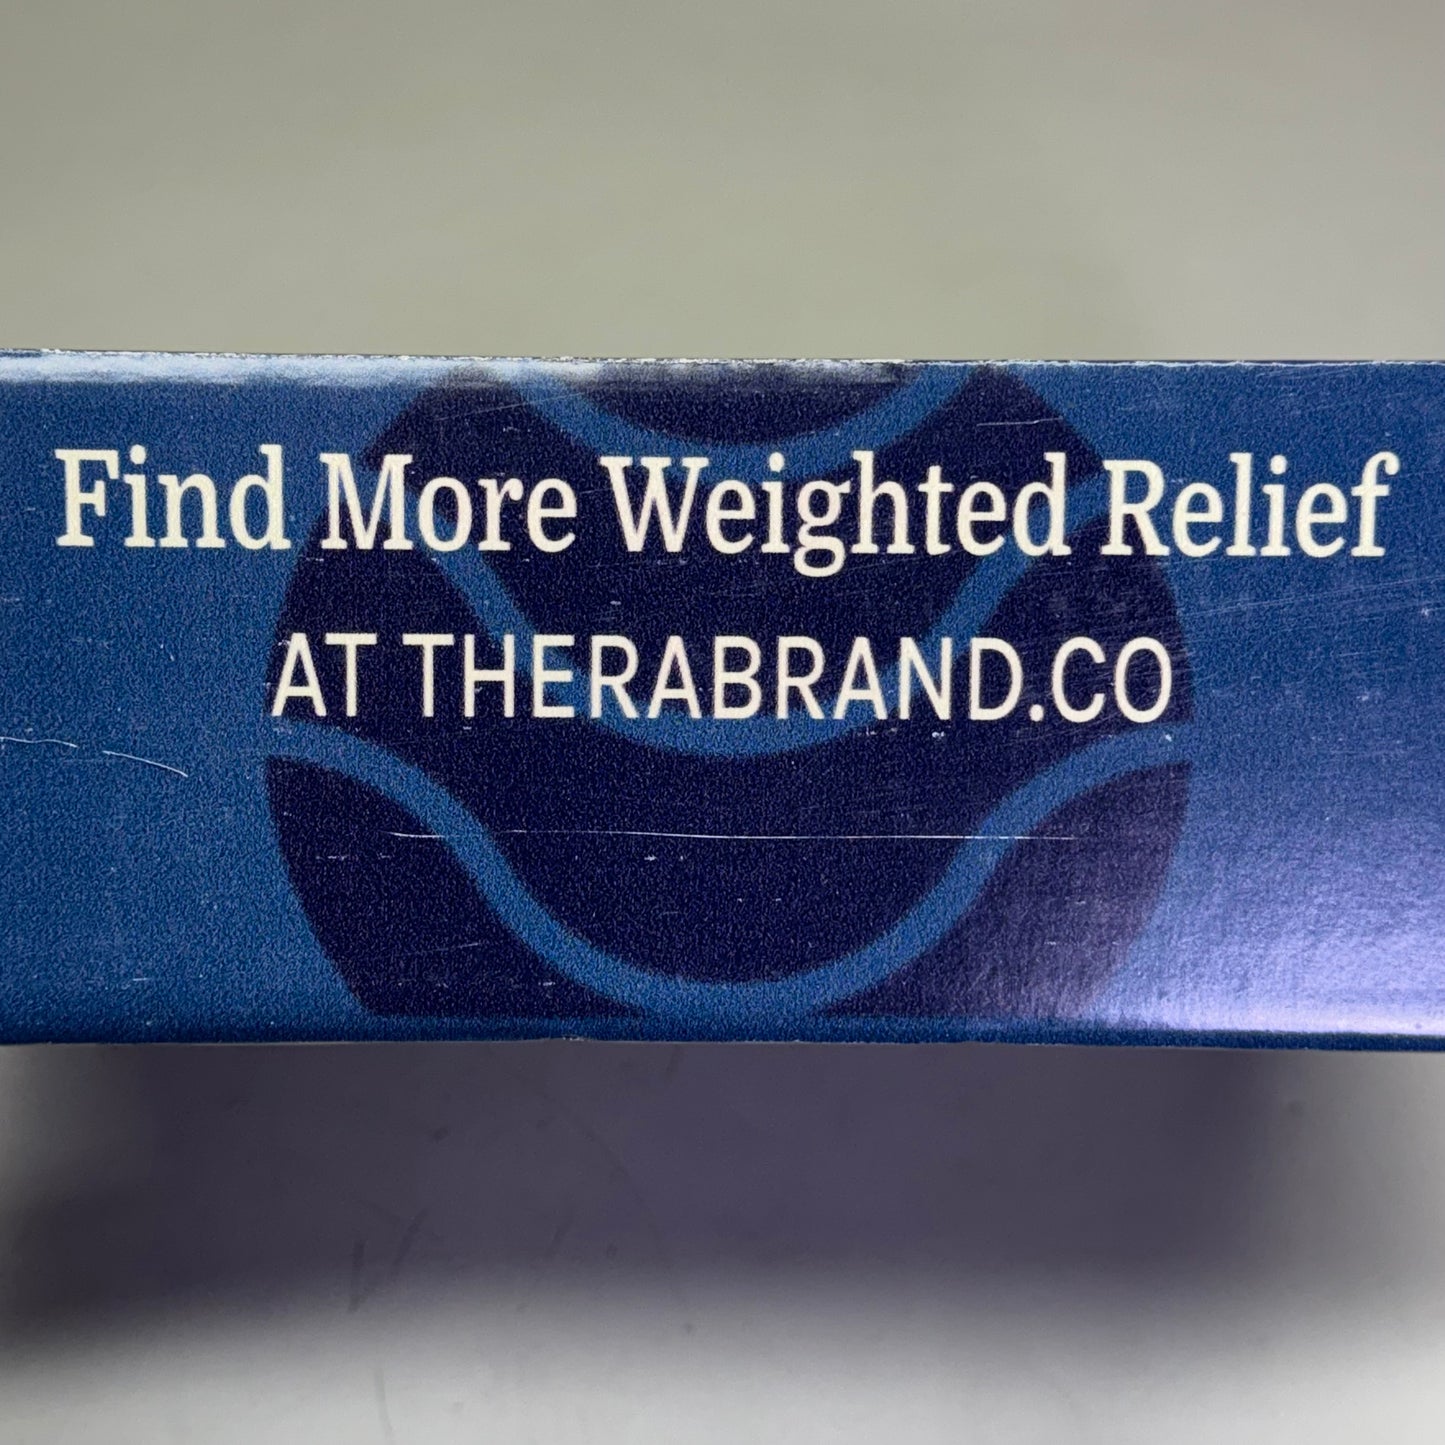 Find More Weighted Relief
AT THERABRAND.CO